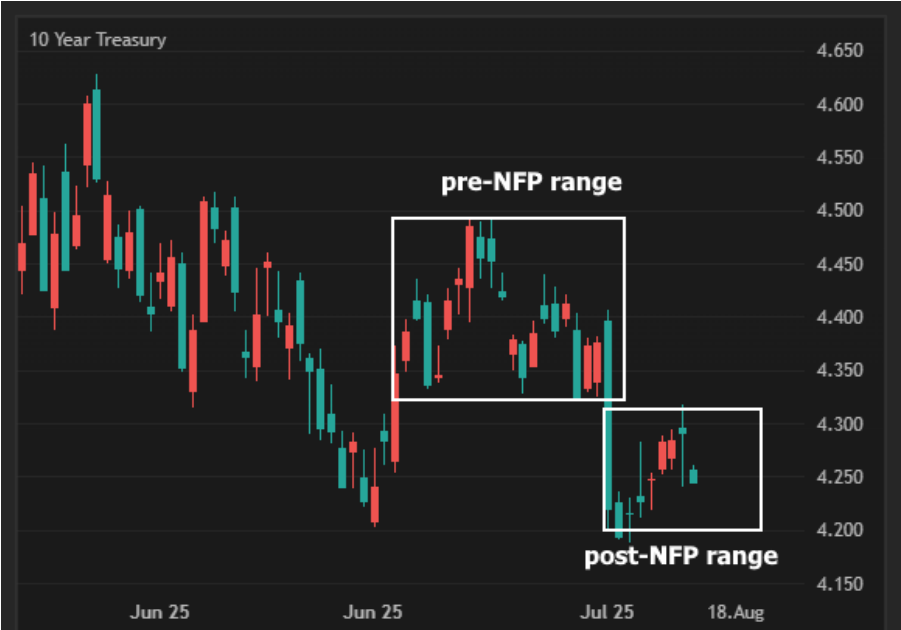 10 Year Treasury
4.650
4.600
4.550
pre-NFP range
4.500
4.450
4.400
4.350
4.300
4.250
4.200
post-NFP range
4.150
Jun 25 Jun 25 Jul 25 18.Aug